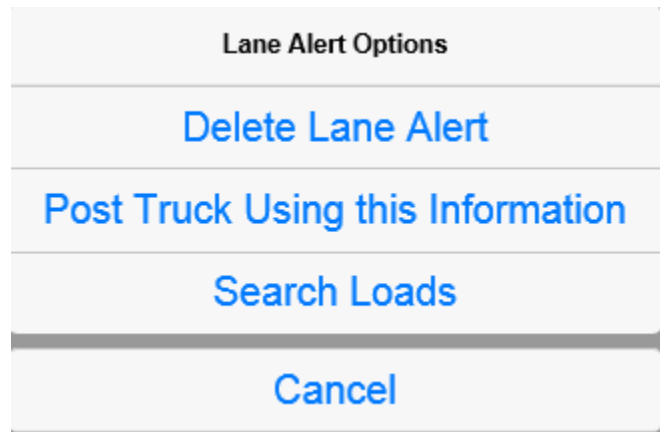 Lane Alert Options
Delete Lane Alert
Post Truck Using this Information
Search Loads
Cancel